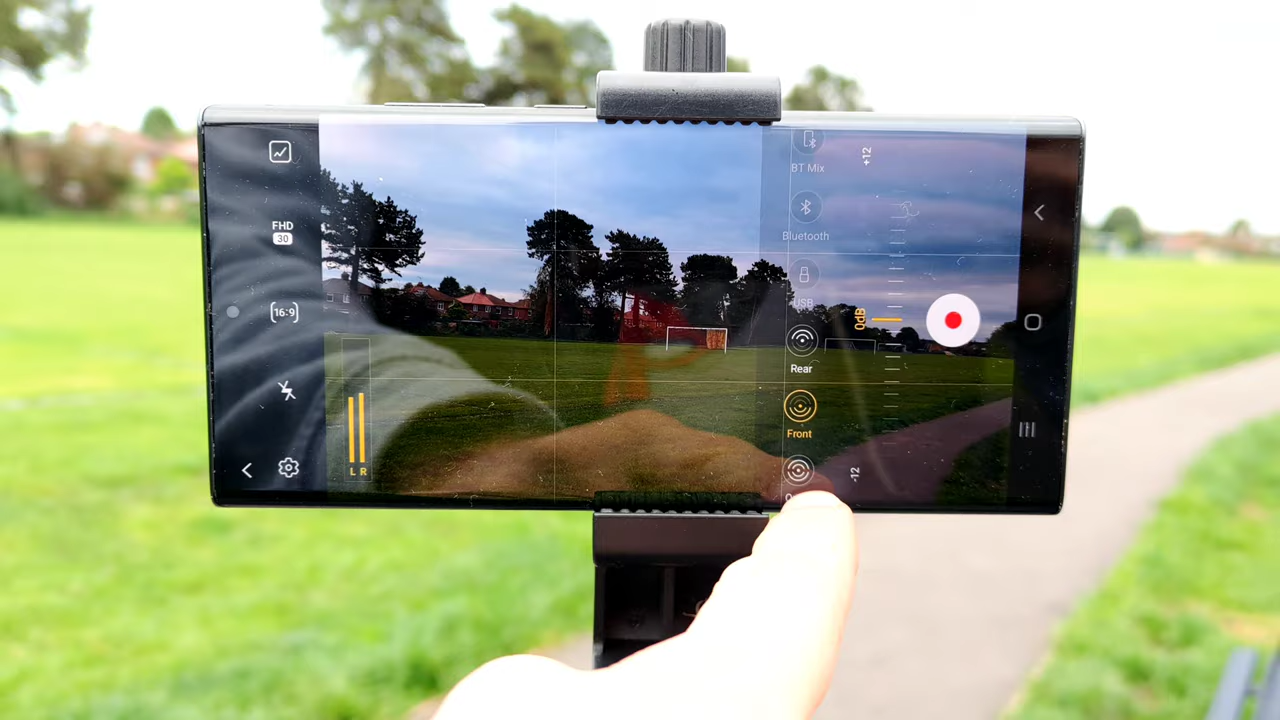 FHD
30
16:9
L R
BT Mix
Bluetooth
USB
Rear
Front
+12
0dB
-12